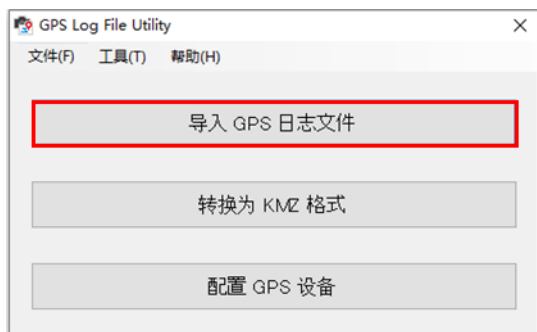 GPS Log File Utility
文件(F) 工具(T) 帮助(H)
导入 GPS 日志文件
转换为 KMZ 格式
配置 GPS 设备